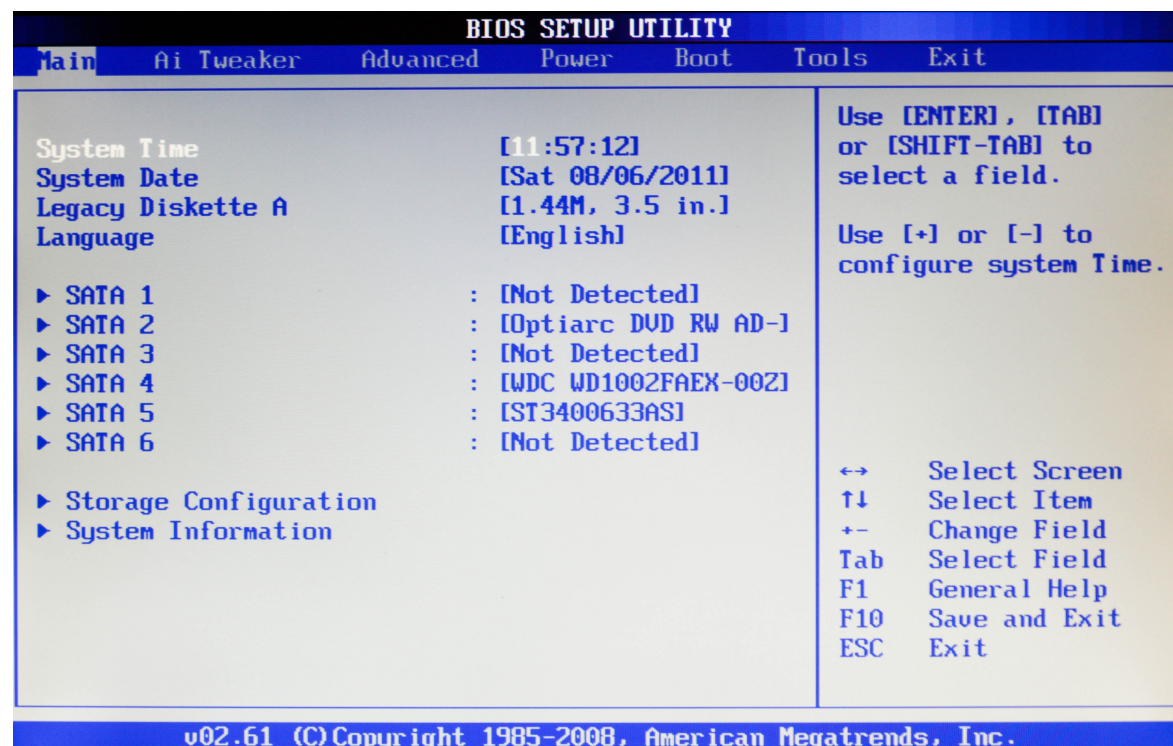 BIOS SETUP UTILITY
Main Ai Tweaker Advanced Power Boot Tools Exit
System Time [11:57:12]
System Date [Sat 08/06/2011]
Legacy Diskette A [1.44M, 3.5 in.]
Language [English]
▶ SATA 1 : [Not Detected]
▶ SATA 2 : [Optiarc DVD RW AD-]
▶ SATA 3 : [Not Detected]
▶ SATA 4 : [WDC WD1002FAEX-00Z]
▶ SATA 5 : [ST3400633AS]
▶ SATA 6 : [Not Detected]
▶ Storage Configuration
▶ System Information
Use [ENTER], [TAB]
or [SHIFT-TAB] to
select a field.
Use [+] or [-] to
configure system Time.
←→ Select Screen
↑↓ Select Item
+- Change Field
Tab Select Field
F1 General Help
F10 Save and Exit
ESC Exit
v02.61 (C)Copyright 1985-2008, American Megatrends, Inc.